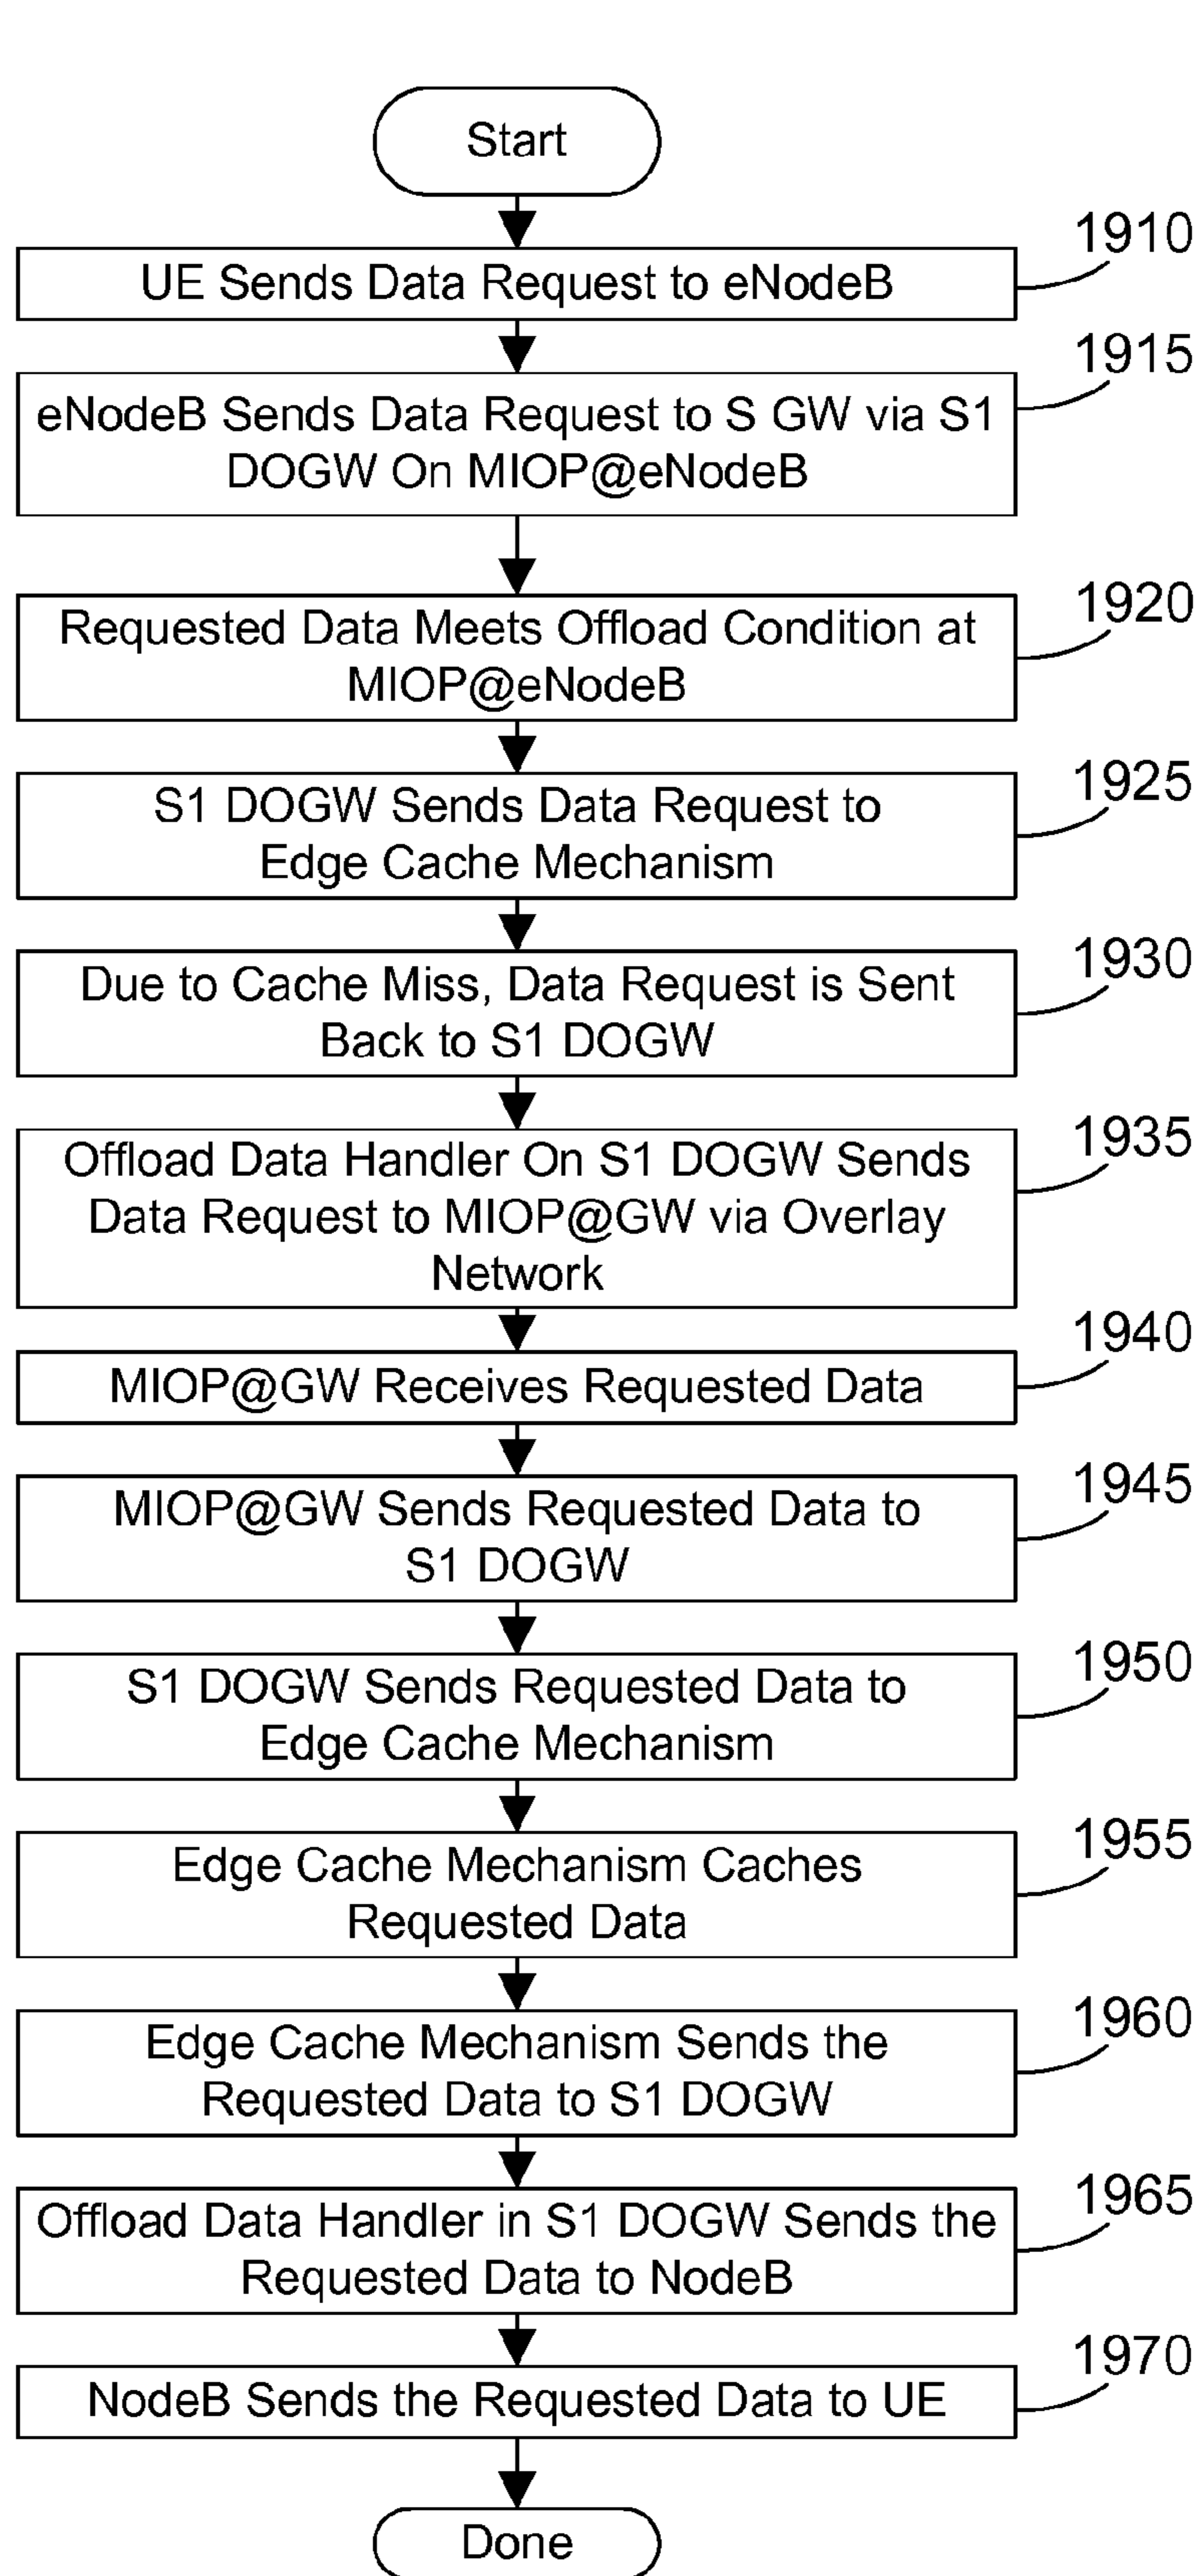 Start
1910
UE Sends Data Request to eNodeB
1915
eNodeB Sends Data Request to S GW via S1
DOGW On MIOP@eNodeB
1920
Requested Data Meets Offload Condition at
MIOP@eNodeB
1925
S1 DOGW Sends Data Request to
Edge Cache Mechanism
1930
Due to Cache Miss, Data Request is Sent
Back to S1 DOGW
1935
Offload Data Handler On S1 DOGW Sends
Data Request to MIOP@GW via Overlay
Network
1940
MIOP@GW Receives Requested Data
1945
MIOP@GW Sends Requested Data to
S1 DOGW
1950
S1 DOGW Sends Requested Data to
Edge Cache Mechanism
1955
Edge Cache Mechanism Caches
Requested Data
1960
Edge Cache Mechanism Sends the
Requested Data to S1 DOGW
1965
Offload Data Handler in S1 DOGW Sends the
Requested Data to NodeB
1970
NodeB Sends the Requested Data to UE
Done